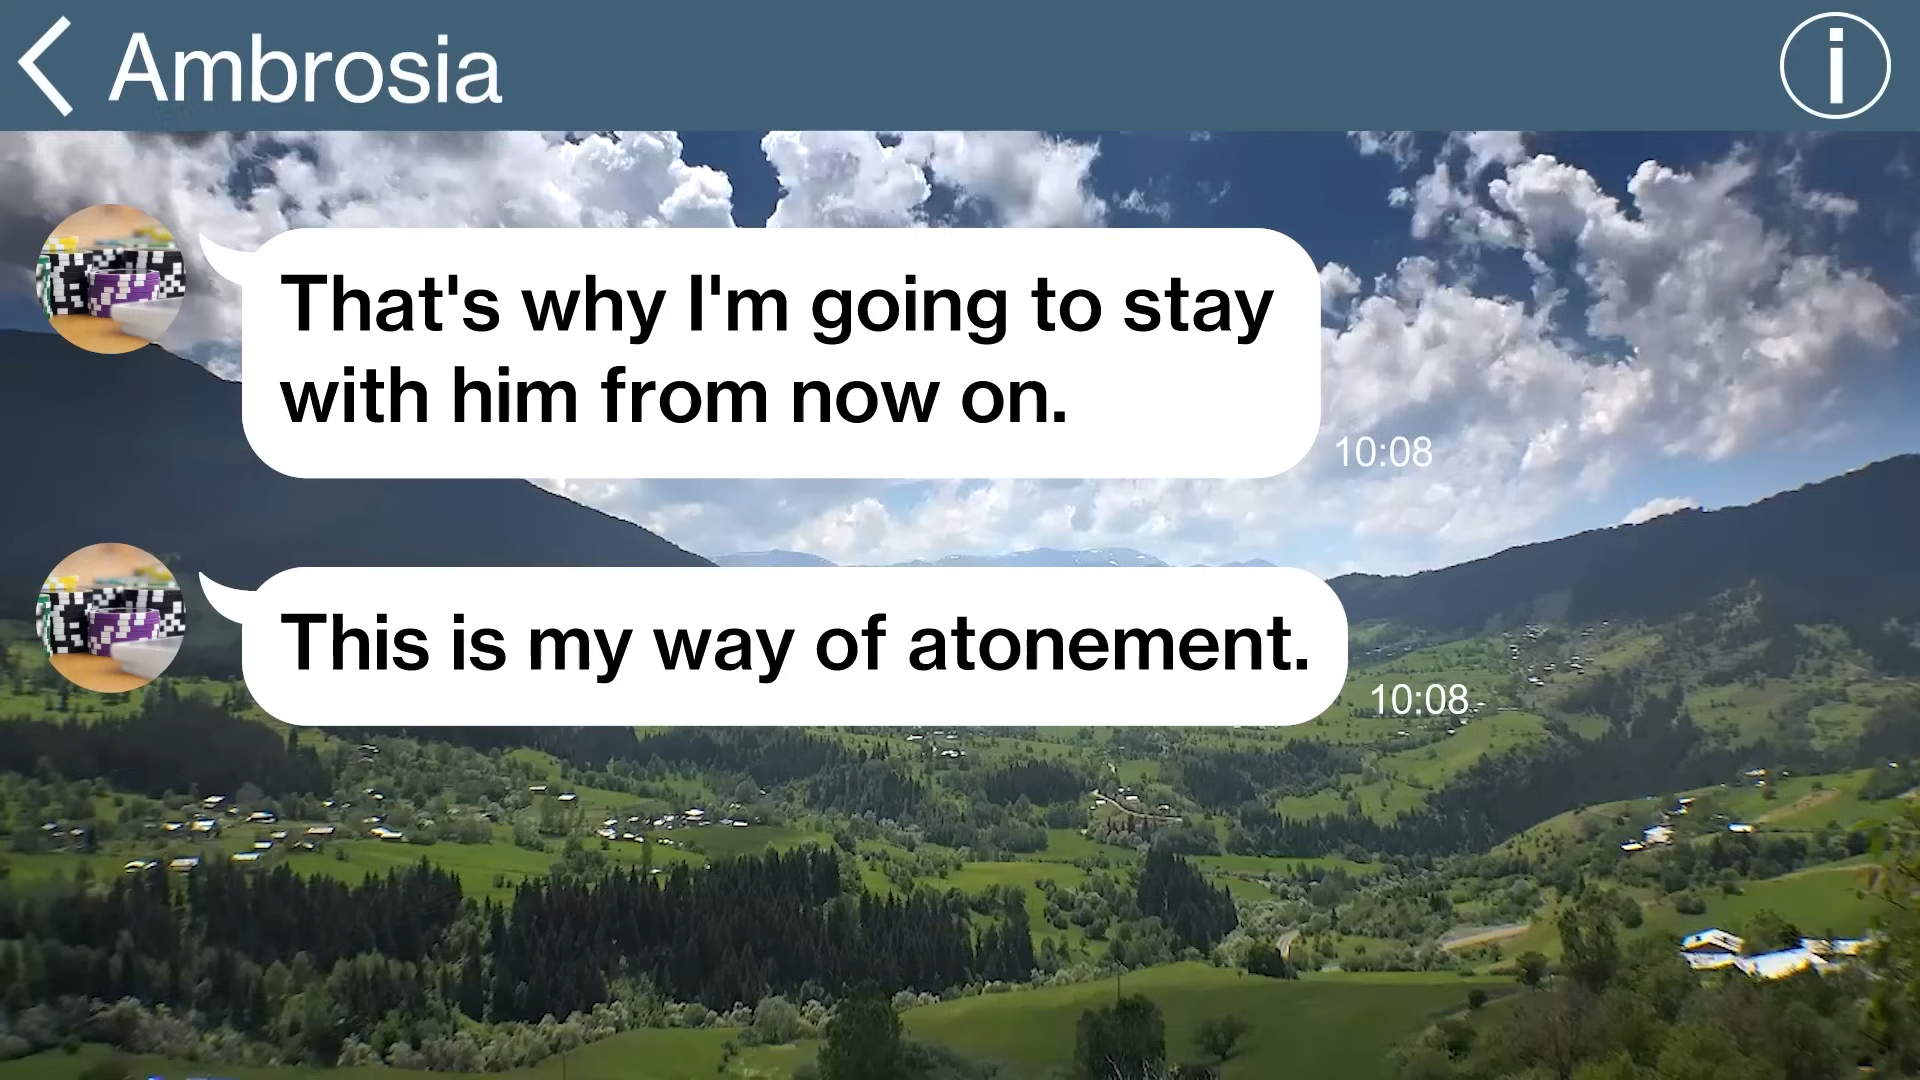 Ambrosia
That's why I'm going to stay
with him from now on.
10:08
This is my way of atonement.
10:08